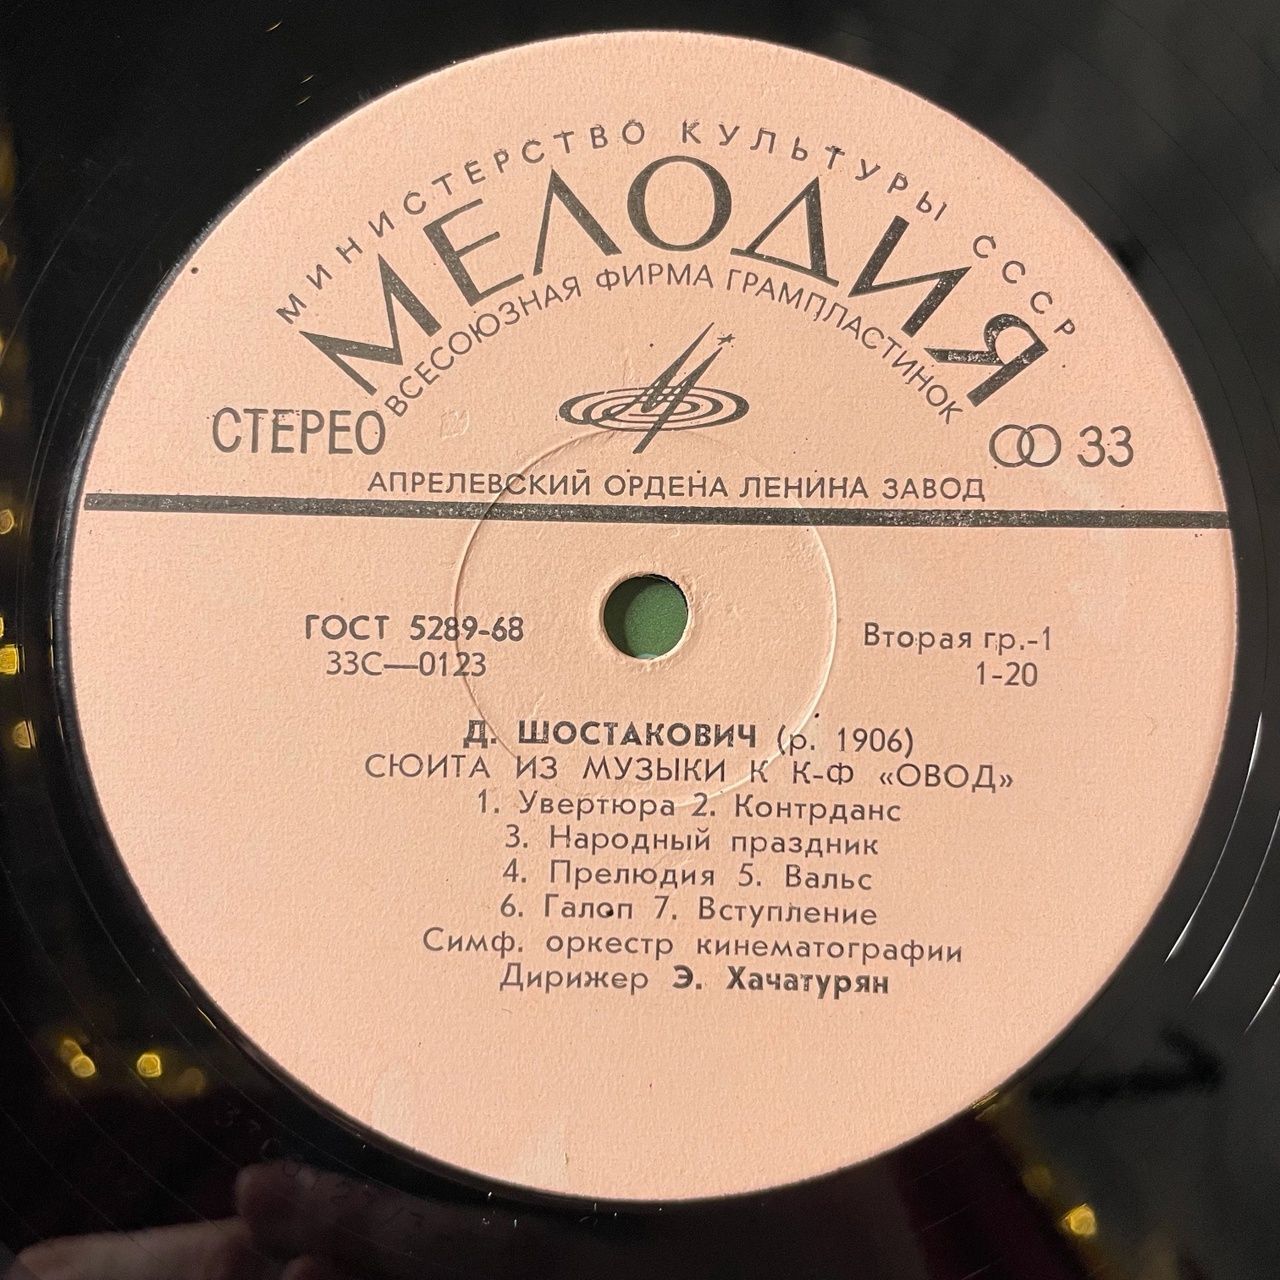 МИНИСТЕРСТВО КУЛЬТУРЫ СССР
МЕЛОДИЯ
ВСЕСОЮЗНАЯ ФИРМА ГРАМПЛАСТИНОК
СТЕРЕО
33
АПРЕЛЕВСКИЙ ОРДЕНА ЛЕНИНА ЗАВОД
ГОСТ 5289-68
Вторая гр.-1
33С—0123
1-20
Д. ШОСТАКОВИЧ (р. 1906)
СЮИТА ИЗ МУЗЫКИ К К-Ф «ОВОД»
1. Увертюра 2. Контрданс
3. Народный праздник
4. Прелюдия 5. Вальс
6. Галоп 7. Вступление
Симф. оркестр кинематографии
Дирижер Э. Хачатурян